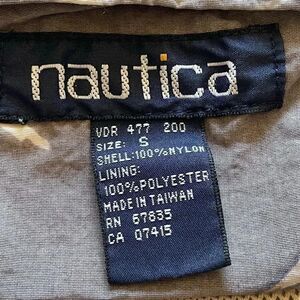 nautica
VDR 477 200
SIZE: S
SHELL:100%NYLON
LINING:
100%POLYESTER
MADE IN TAIWAN
RN 67835
CA 07415